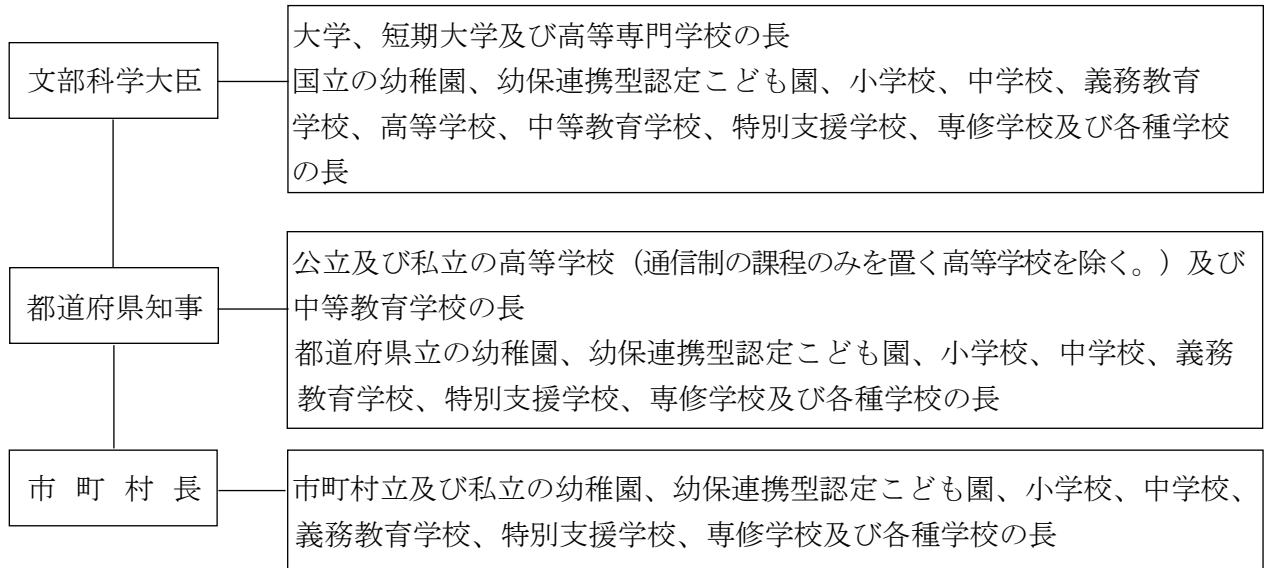 文部科学大臣
大学、短期大学及び高等専門学校の長
国立の幼稚園、幼保連携型認定こども園、小学校、中学校、義務教育
学校、高等学校、中等教育学校、特別支援学校、専修学校及び各種学校
の長
都道府県知事
公立及び私立の高等学校（通信制の課程のみを置く高等学校を除く。）及び
中等教育学校の長
都道府県立の幼稚園、幼保連携型認定こども園、小学校、中学校、義務
教育学校、特別支援学校、専修学校及び各種学校の長
市町村長
市町村立及び私立の幼稚園、幼保連携型認定こども園、小学校、中学校、
義務教育学校、特別支援学校、専修学校及び各種学校の長